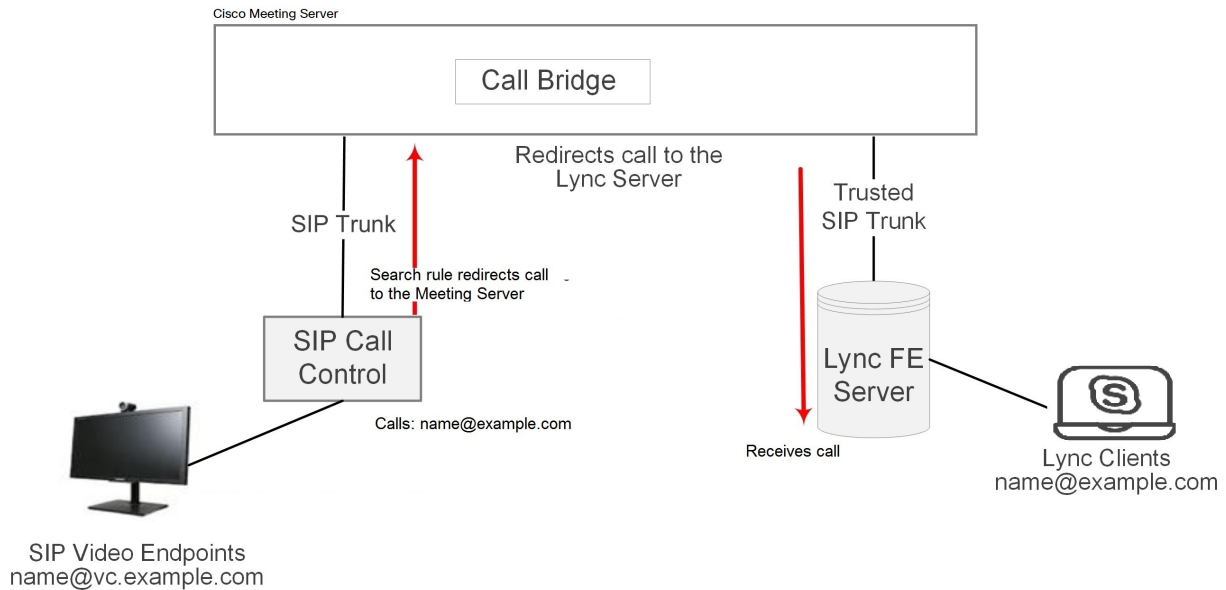 Cisco Meeting Server
Call Bridge
Redirects call to the
Lync Server
SIP Trunk
Trusted
SIP Trunk
Search rule redirects call
to the Meeting Server
SIP Call
Control
Lync FE
Server
Calls: name@example.com
Receives call
S
Lync Clients
name@example.com
SIP Video Endpoints
name@vc.example.com